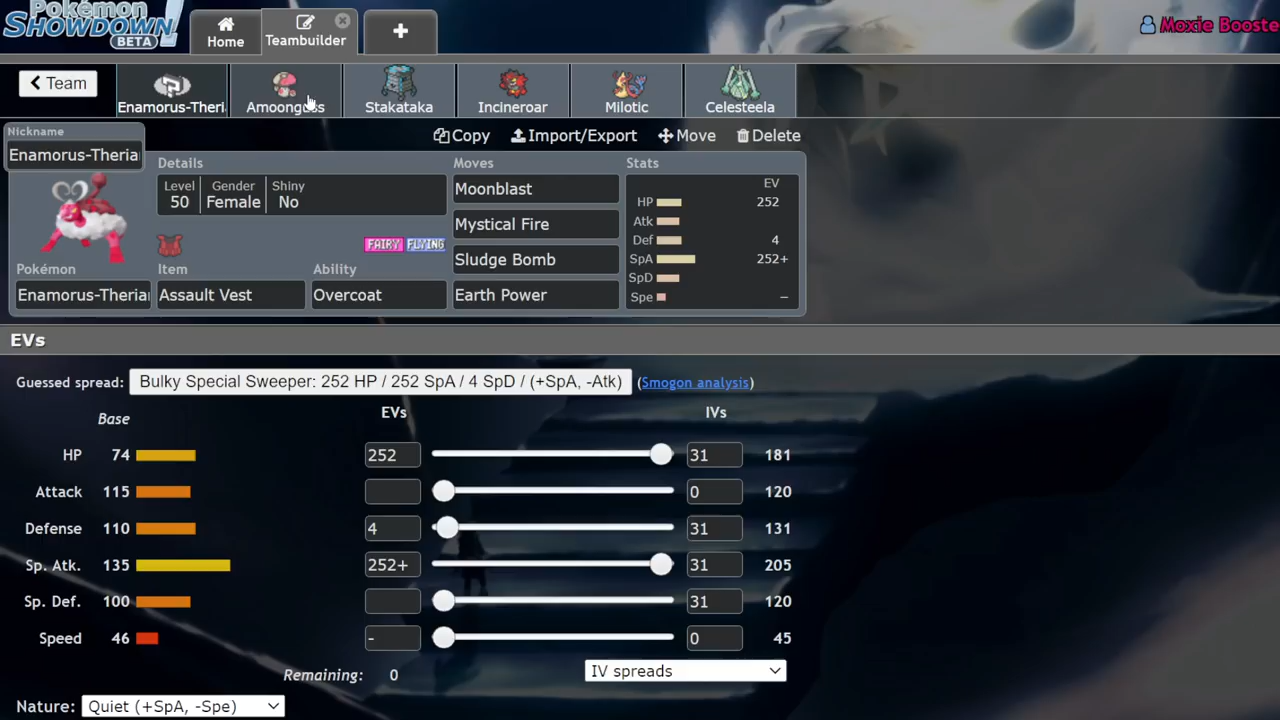 Pokémon
SHOWDOWN!
BETA
Home
Teambuilder
Moxie Booste
Team
Enamorus-Theri
Amoonguss
Stakataka
Incineroar
Milotic
Celesteela
Copy
Import/Export
Move
Delete
Nickname
Enamorus-Theria
Details
Moves
Stats
Level
50
Gender
Female
Shiny
No
FAIRY FLYING
Pokémon
Enamorus-Theria
Item
Assault Vest
Ability
Overcoat
Moonblast
Mystical Fire
Sludge Bomb
Earth Power
EV
HP 252
Atk
Def 4
SpA 252+
SpD
Spe –
EVs
Guessed spread: Bulky Special Sweeper: 252 HP / 252 SpA / 4 SpD / (+SpA, -Atk) (Smogon analysis)
Base EVs IVs
HP 74 252 31 181
Attack 115 0 120
Defense 110 4 31 131
Sp. Atk. 135 252+ 31 205
Sp. Def. 100 31 120
Speed 46 - 0 45
Remaining: 0 IV spreads
Nature: Quiet (+SpA, -Spe)